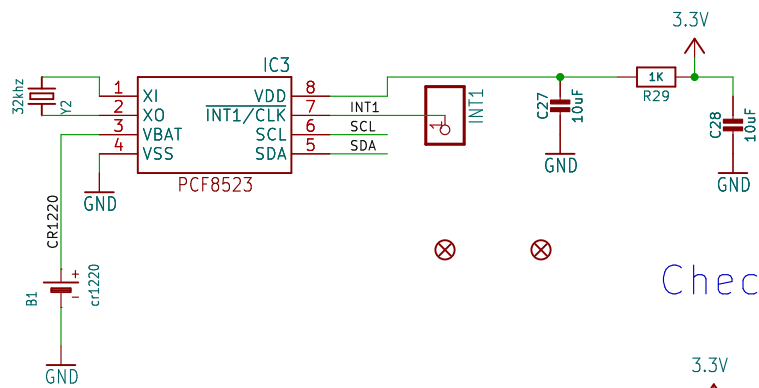 3.3V
IC3
32khz
Y2
1 XI
2 XO
3 VBAT
4 VSS
VDD 8
INT1/CLK 7
SCL 6
SDA 5
PCF8523
INT1
SCL
SDA
INT1
1
C27
10uF
GND
1K
R29
C28
10uF
GND
GND
CR1220
B1
+
-
cr1220
GND
Chec
3.3V